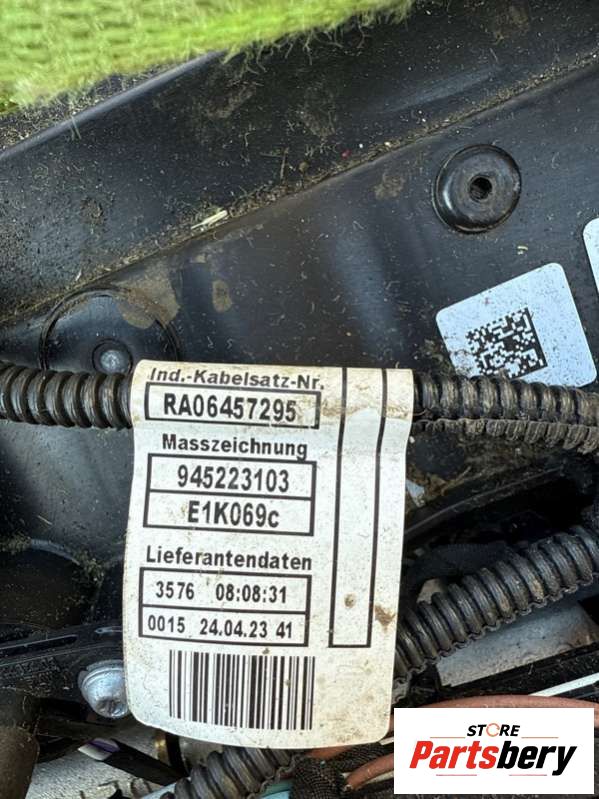 Ind.-Kabelsatz-Nr.
RA06457295
Masszeichnung
945223103
E1K069c
Lieferantendaten
3576 08:08:31
0015 24.04.23 41
STORE
Partsbery